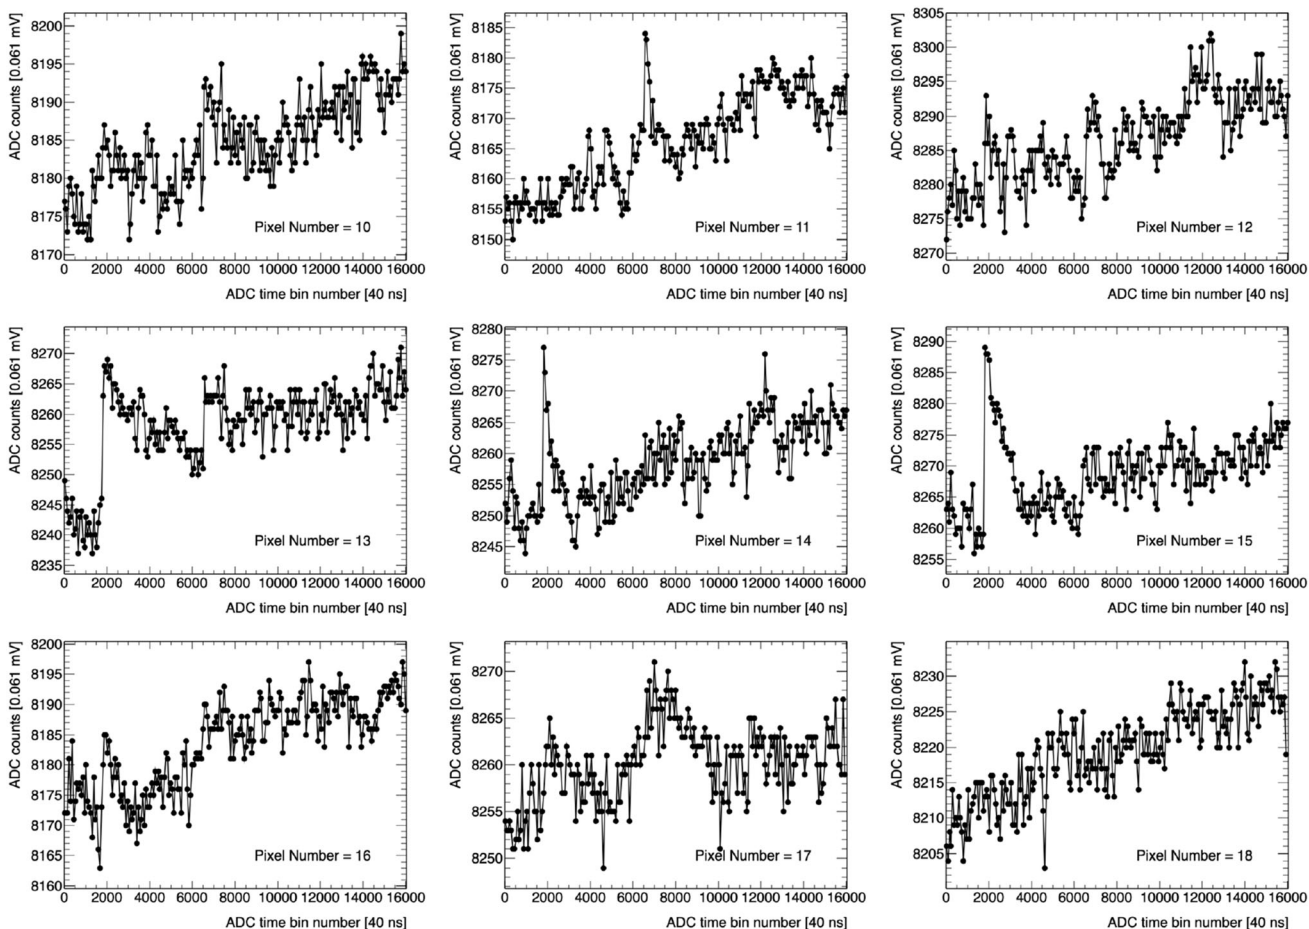 ADC counts [0.061 mV]
8200
8195
8190
8185
8180
8175
8170
Pixel Number = 10
0 2000 4000 6000 8000 10000 12000 14000 16000
ADC time bin number [40 ns]
ADC counts [0.061 mV]
8185
8180
8175
8170
8165
8160
8155
8150
Pixel Number = 11
0 2000 4000 6000 8000 10000 12000 14000 16000
ADC time bin number [40 ns]
ADC counts [0.061 mV]
8305
8300
8295
8290
8285
8280
8275
8270
Pixel Number = 12
0 2000 4000 6000 8000 10000 12000 14000 16000
ADC time bin number [40 ns]
ADC counts [0.061 mV]
8270
8265
8260
8255
8250
8245
8240
8235
Pixel Number = 13
0 2000 4000 6000 8000 10000 12000 14000 16000
ADC time bin number [40 ns]
ADC counts [0.061 mV]
8280
8275
8270
8265
8260
8255
8250
8245
Pixel Number = 14
0 2000 4000 6000 8000 10000 12000 14000 16000
ADC time bin number [40 ns]
ADC counts [0.061 mV]
8290
8285
8280
8275
8270
8265
8260
8255
Pixel Number = 15
0 2000 4000 6000 8000 10000 12000 14000 16000
ADC time bin number [40 ns]
ADC counts [0.061 mV]
8200
8195
8190
8185
8180
8175
8170
8165
8160
Pixel Number = 16
0 2000 4000 6000 8000 10000 12000 14000 16000
ADC time bin number [40 ns]
ADC counts [0.061 mV]
8270
8265
8260
8255
8250
Pixel Number = 17
0 2000 4000 6000 8000 10000 12000 14000 16000
ADC time bin number [40 ns]
ADC counts [0.061 mV]
8230
8225
8220
8215
8210
8205
Pixel Number = 18
0 2000 4000 6000 8000 10000 12000 14000 16000
ADC time bin number [40 ns]